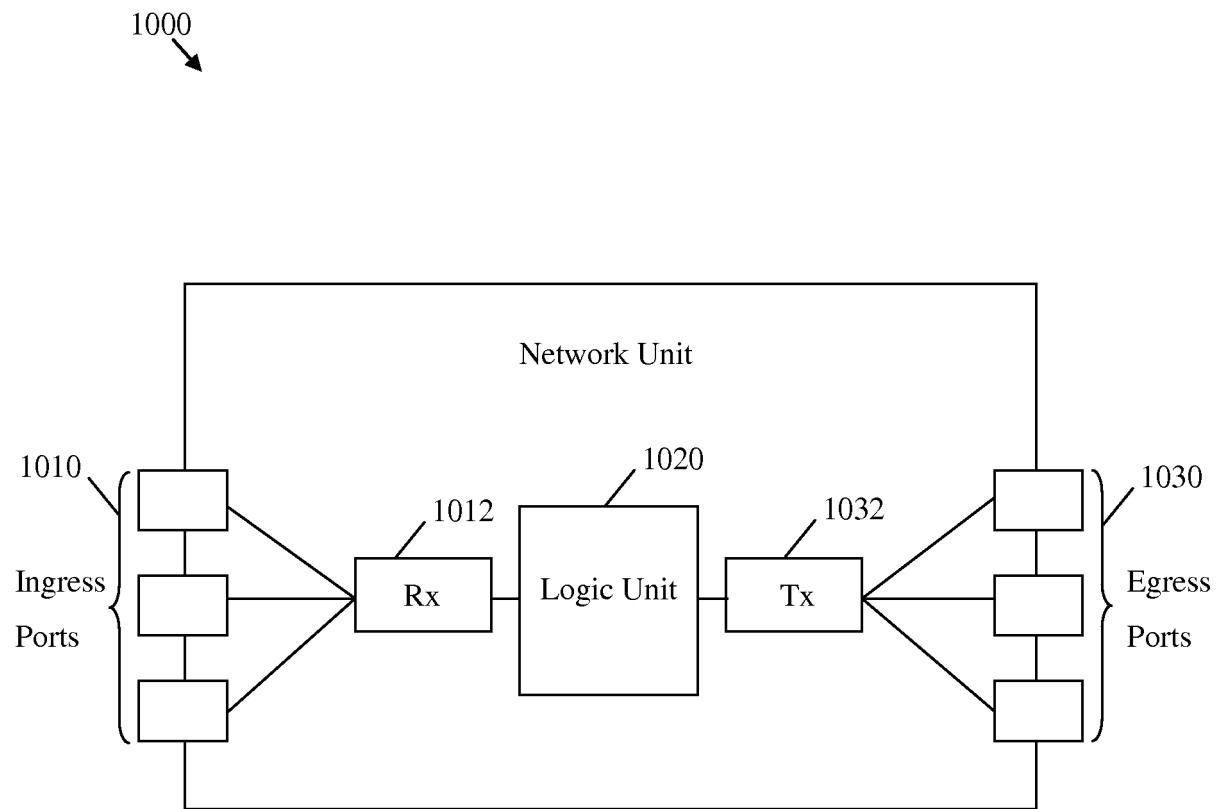 1000
Network Unit
1010
1020
1030
1012
1032
Ingress
Ports
Rx
Logic Unit
Tx
Egress
Ports